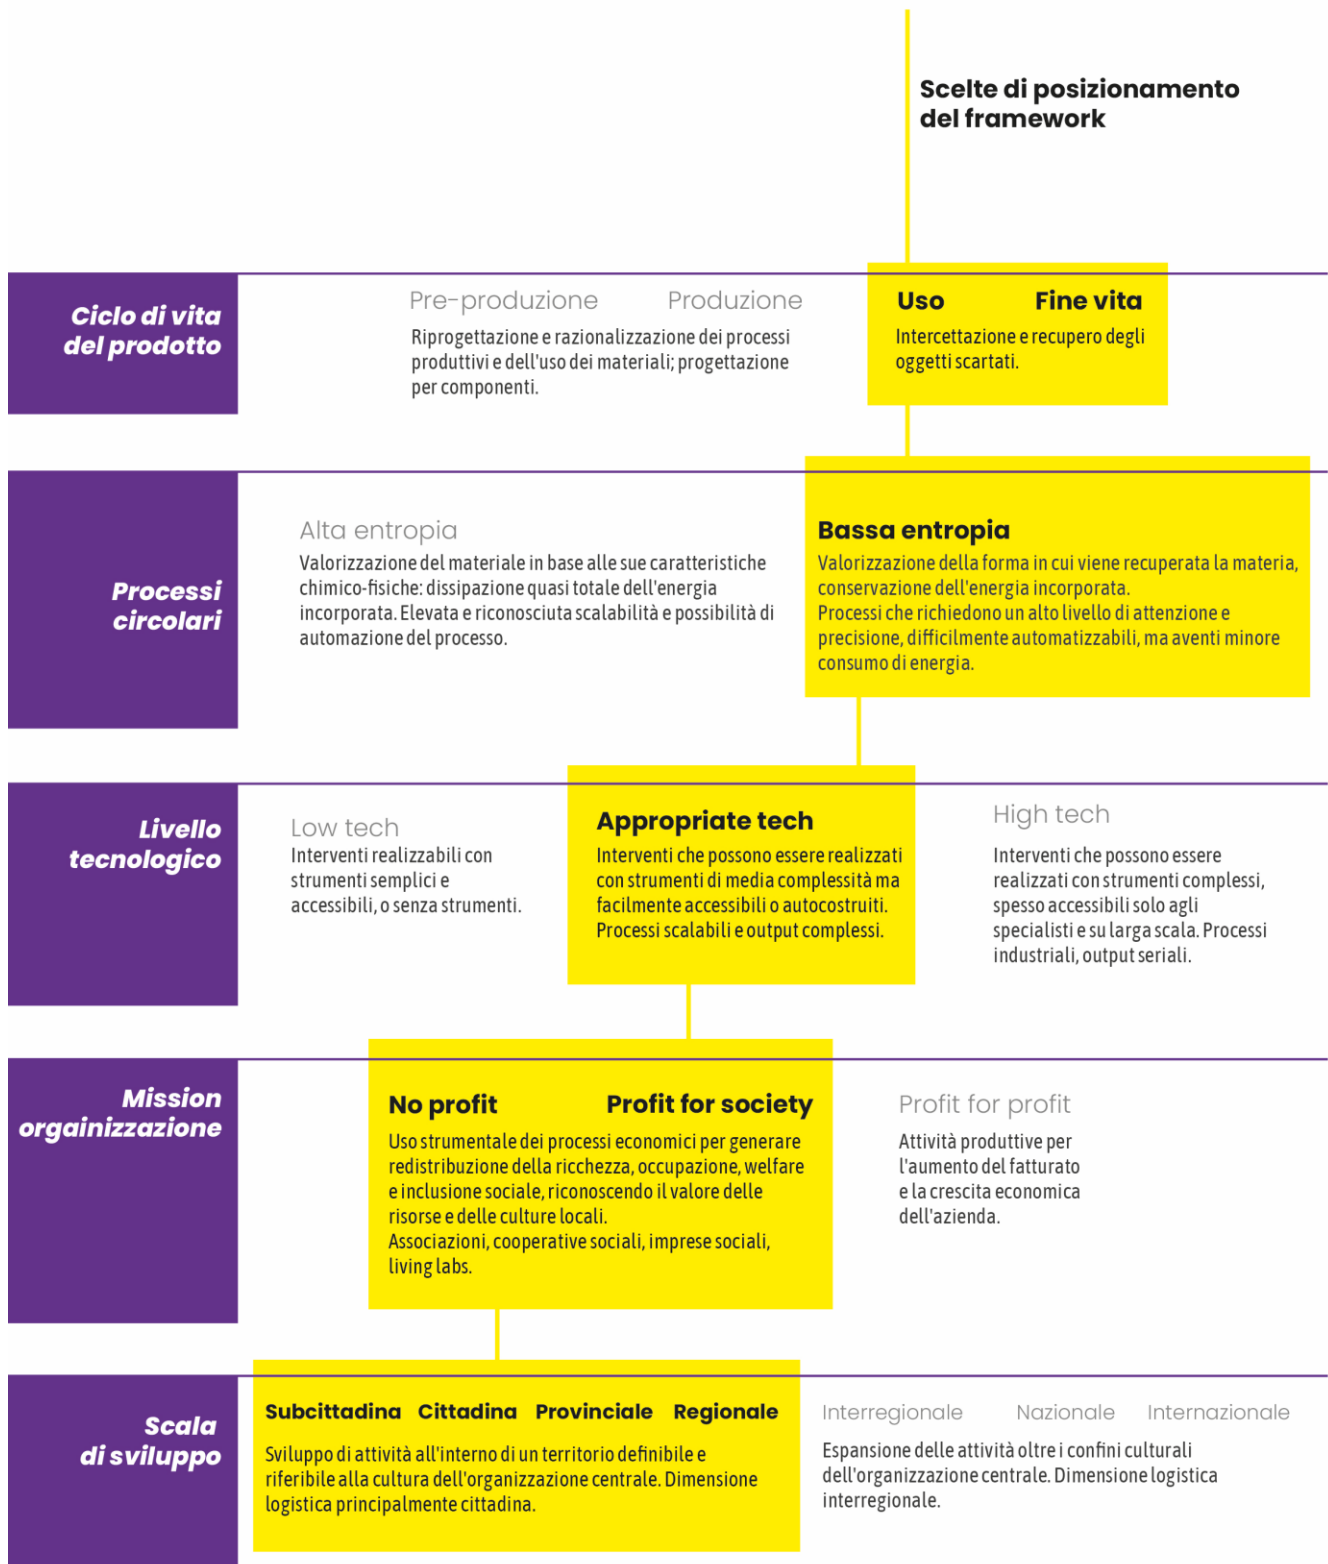 Scelte di posizionamento
del framework
Ciclo di vita
del prodotto
Pre-produzione
Produzione
Riprogettazione e razionalizzazione dei processi
produttivi e dell'uso dei materiali; progettazione
per componenti.
Uso
Fine vita
Intercettazione e recupero degli
oggetti scartati.
Processi
circolari
Alta entropia
Valorizzazione del materiale in base alle sue caratteristiche
chimico-fisiche: dissipazione quasi totale dell'energia
incorporata. Elevata e riconosciuta scalabilità e possibilità di
automazione del processo.
Bassa entropia
Valorizzazione della forma in cui viene recuperata la materia,
conservazione dell'energia incorporata.
Processi che richiedono un alto livello di attenzione e
precisione, difficilmente automatizzabili, ma aventi minore
consumo di energia.
Livello
tecnologico
Low tech
Interventi realizzabili con
strumenti semplici e
accessibili, o senza strumenti.
Appropriate tech
Interventi che possono essere realizzati
con strumenti di media complessità ma
facilmente accessibili o autocostruiti.
Processi scalabili e output complessi.
High tech
Interventi che possono essere
realizzati con strumenti complessi,
spesso accessibili solo agli
specialisti e su larga scala. Processi
industriali, output seriali.
Mission
orgainizzazione
No profit
Profit for society
Uso strumentale dei processi economici per generare
redistribuzione della ricchezza, occupazione, welfare
e inclusione sociale, riconoscendo il valore delle
risorse e delle culture locali.
Associazioni, cooperative sociali, imprese sociali,
living labs.
Profit for profit
Attività produttive per
l'aumento del fatturato
e la crescita economica
dell'azienda.
Scala
di sviluppo
Subcittadina Cittadina Provinciale Regionale
Sviluppo di attività all'interno di un territorio definibile e
riferibile alla cultura dell'organizzazione centrale. Dimensione
logistica principalmente cittadina.
Interregionale Nazionale Internazionale
Espansione delle attività oltre i confini culturali
dell'organizzazione centrale. Dimensione logistica
interregionale.